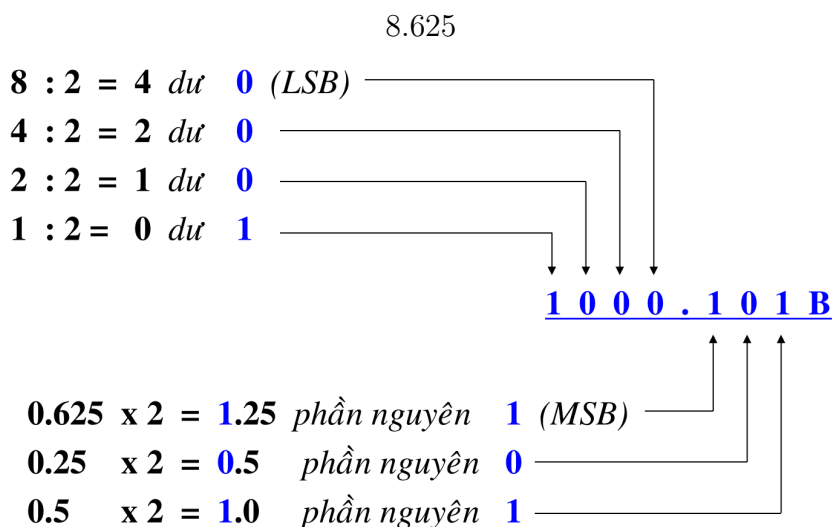 8.625
8 : 2 = 4 dư 0 (LSB)
4 : 2 = 2 dư 0
2 : 2 = 1 dư 0
1 : 2 = 0 dư 1
1 0 0 0 . 1 0 1 B
0.625 x 2 = 1.25 phần nguyên 1 (MSB)
0.25 x 2 = 0.5 phần nguyên 0
0.5 x 2 = 1.0 phần nguyên 1